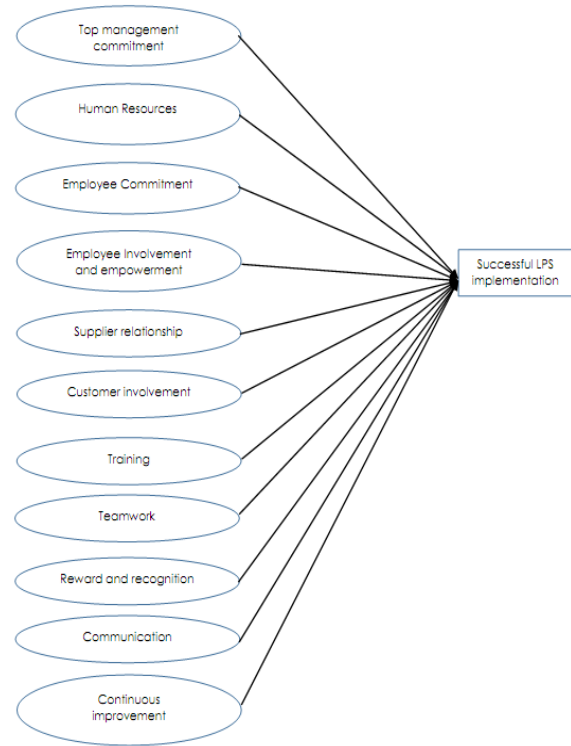 Top management
commitment
Human Resources
Employee Commitment
Employee Involvement
and empowerment
Successful LPS
implementation
Supplier relationship
Customer involvement
Training
Teamwork
Reward and recognition
Communication
Continuous
improvement